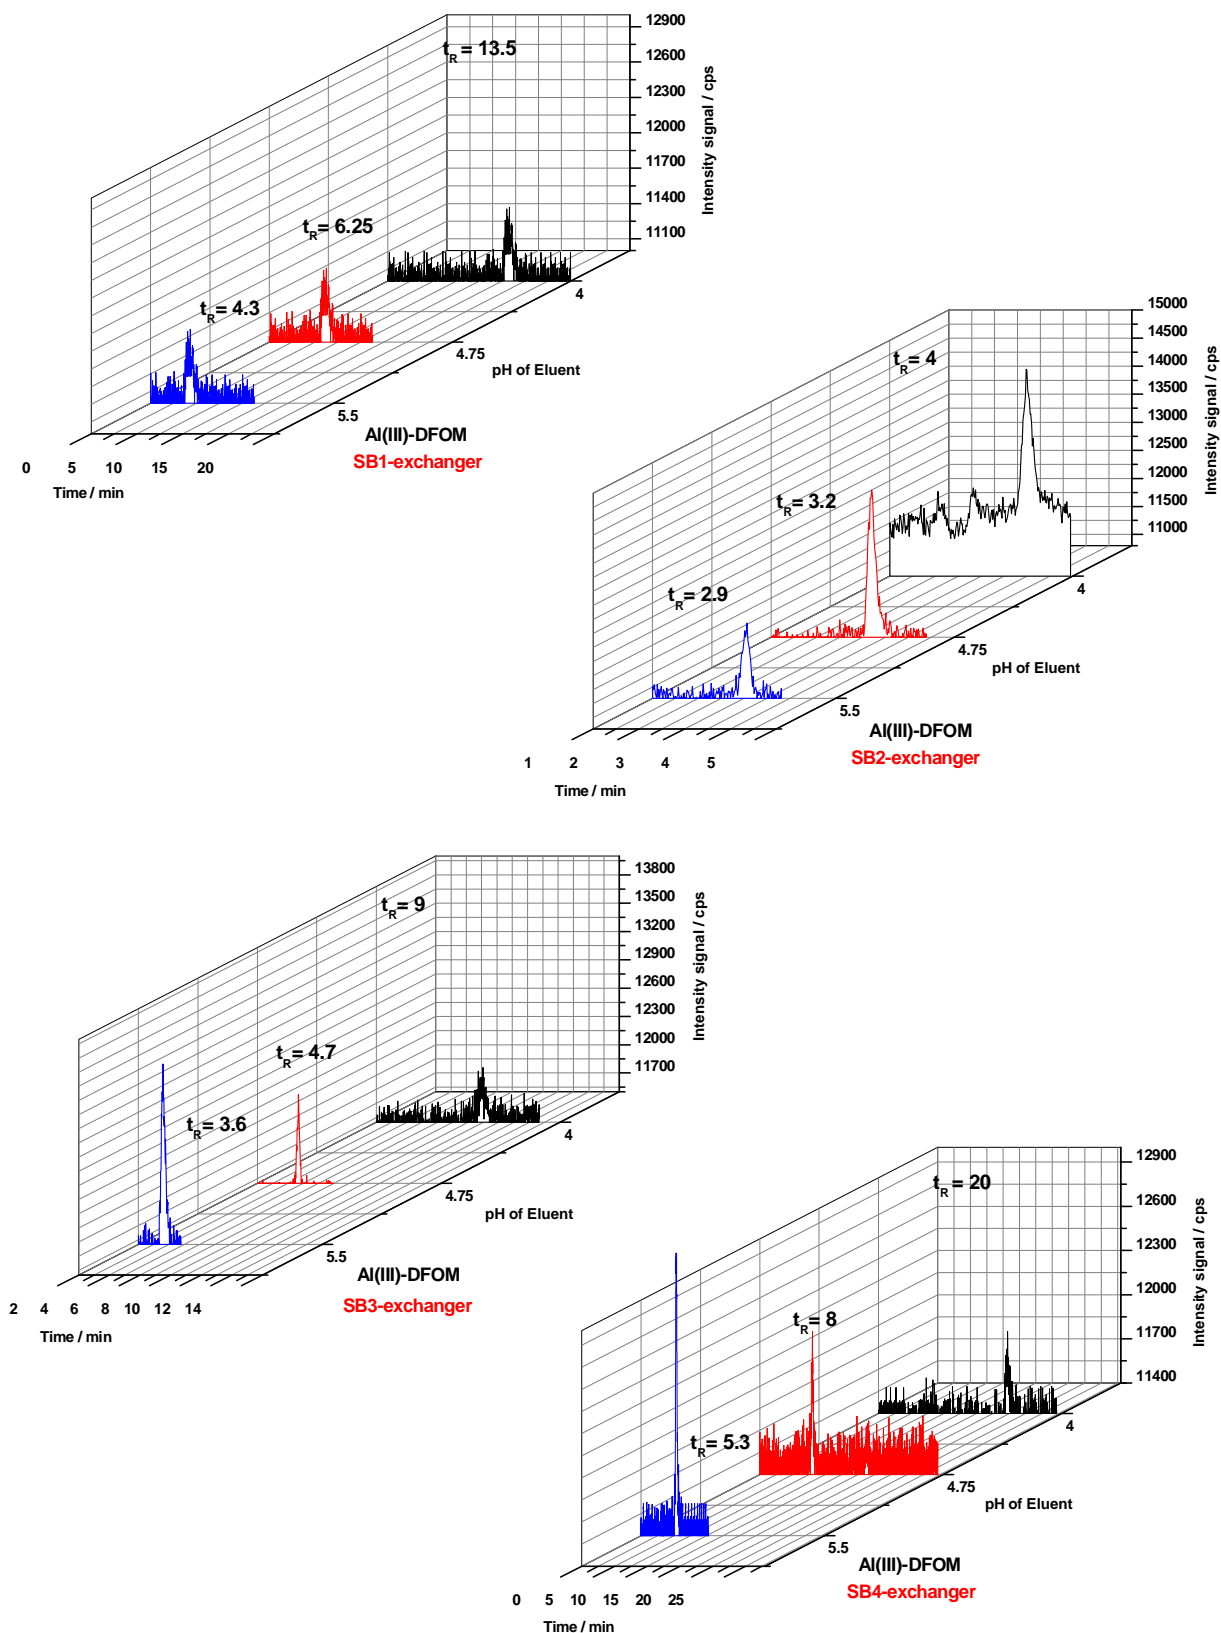 12900
12600
12300
12000
11700
11400
11100
Intensity signal / cps
tR= 13.5
tR= 6.25
tR= 4.3
4
4.75
5.5
pH of Eluent
Al(III)-DFOM
SB1-exchanger
0 5 10 15 20
Time / min
15000
14500
14000
13500
13000
12500
12000
11500
11000
Intensity signal / cps
tR= 4
tR= 3.2
tR= 2.9
4
4.75
5.5
pH of Eluent
Al(III)-DFOM
SB2-exchanger
1 2 3 4 5
Time / min
13800
13500
13200
12900
12600
12300
12000
11700
Intensity signal / cps
tR= 9
tR= 4.7
tR= 3.6
4
4.75
5.5
pH of Eluent
Al(III)-DFOM
SB3-exchanger
2 4 6 8 10 12 14
Time / min
12900
12600
12300
12000
11700
11400
Intensity signal / cps
tR= 20
tR= 8
tR= 5.3
4
4.75
5.5
pH of Eluent
Al(III)-DFOM
SB4-exchanger
0 5 10 15 20 25
Time / min